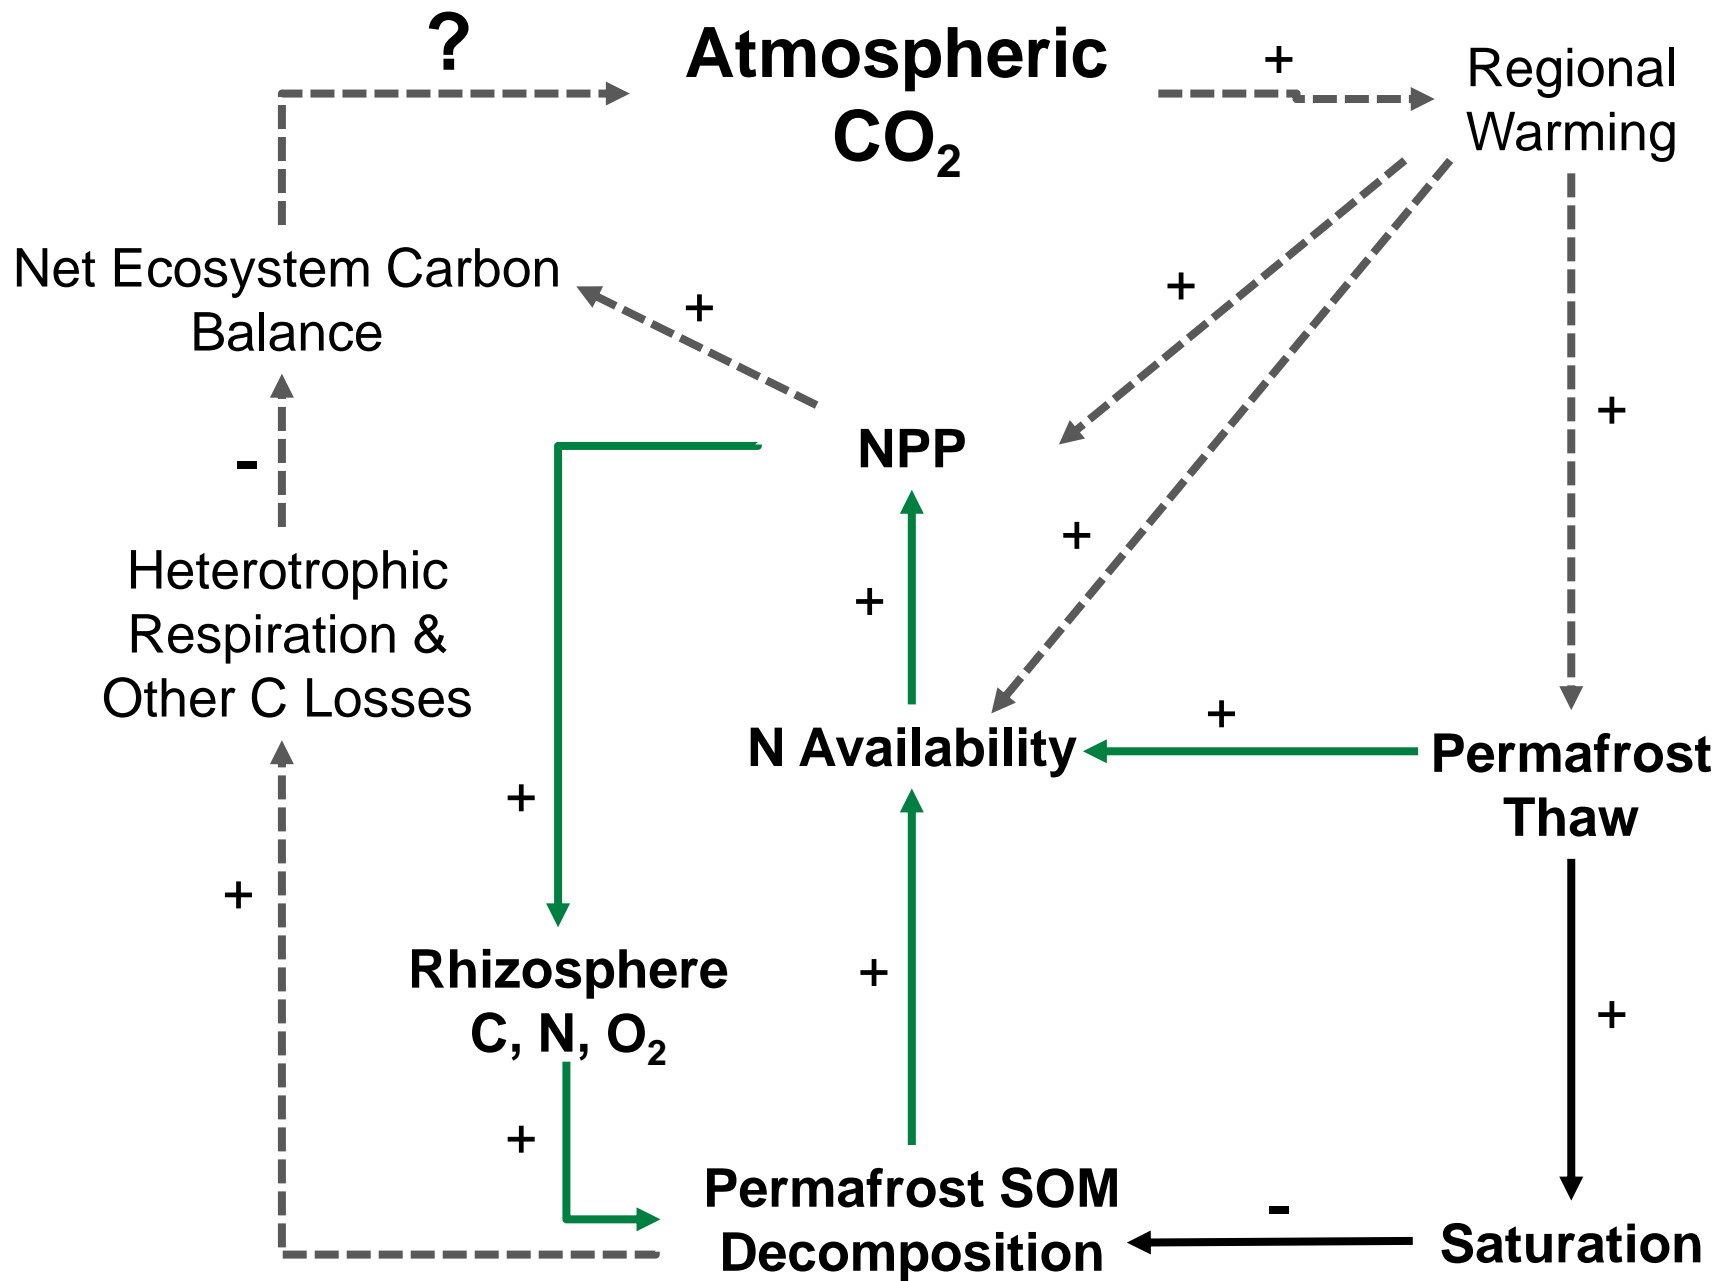 ?
Atmospheric
CO₂
+
Regional
Warming
Net Ecosystem Carbon
Balance
+
+
+
NPP
-
+
Heterotrophic
Respiration &
Other C Losses
+
+
N Availability
Permafrost
Thaw
+
+
Rhizosphere
C, N, O₂
+
+
+
Permafrost SOM
Decomposition
-
Saturation